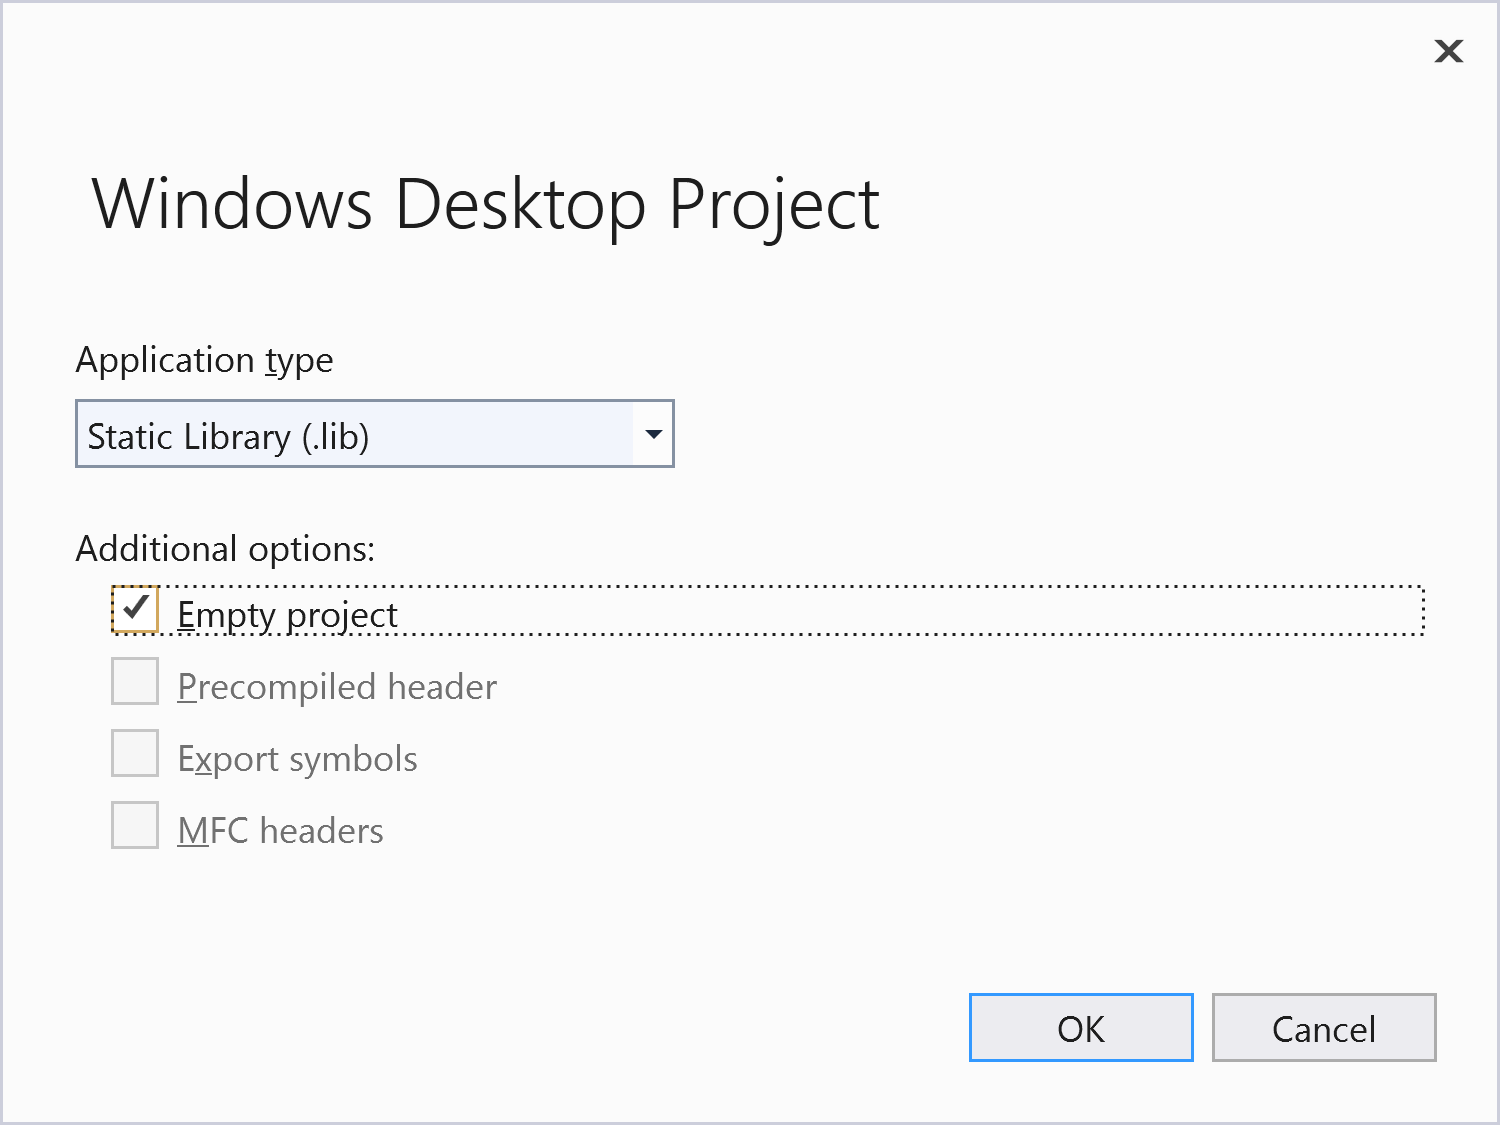 Windows Desktop Project
Application type
Static Library (.lib)
Additional options:
Empty project
Precompiled header
Export symbols
MFC headers
OK
Cancel